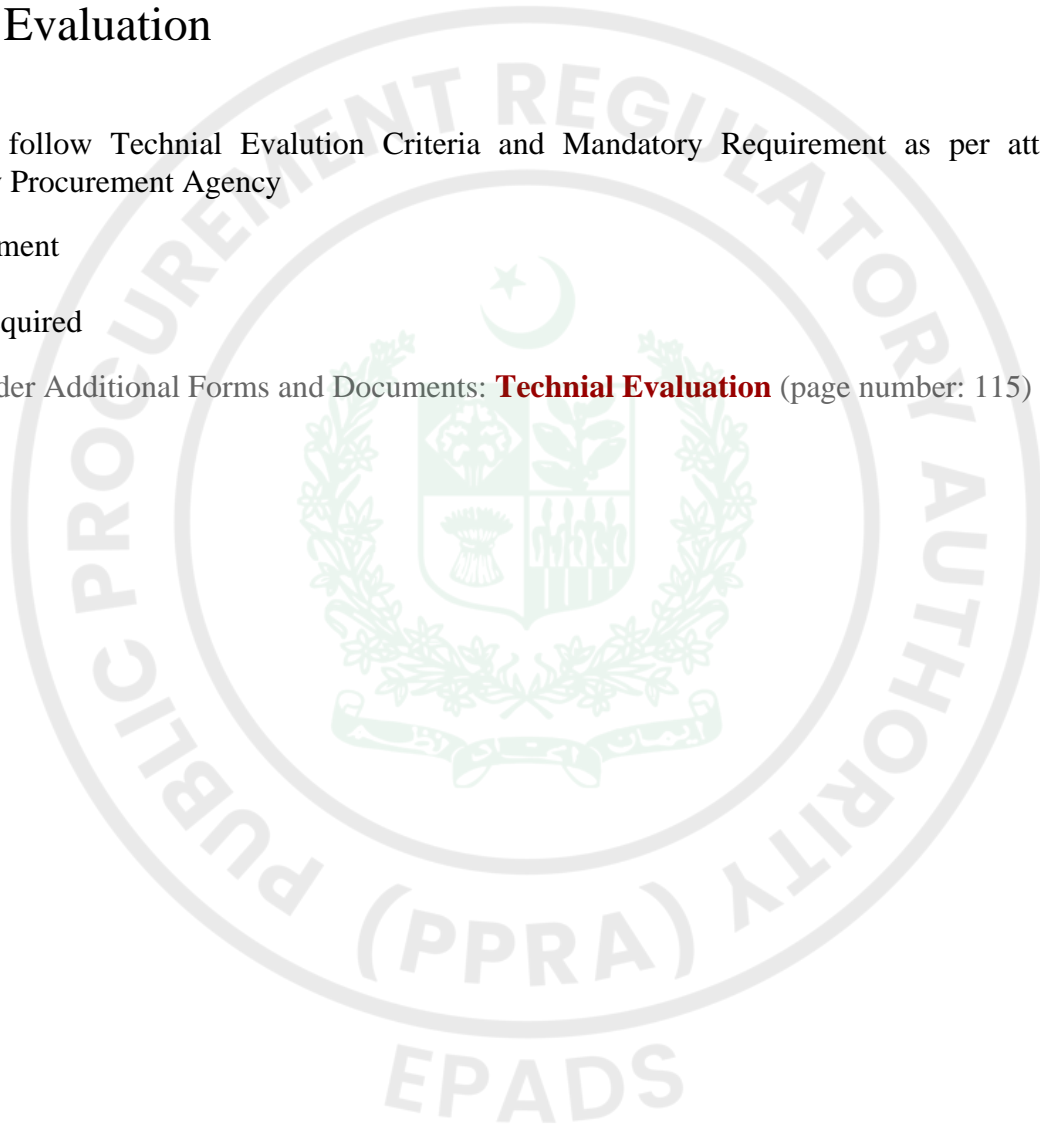 Evaluation
follow Technial Evalution Criteria and Mandatory Requirement as per att
Procurement Agency
ment
quired
der Additional Forms and Documents: Technial Evaluation (page number: 115)
PUBLIC PROCUREMENT REGULATORY AUTHORITY
(PPRA)
EPADS